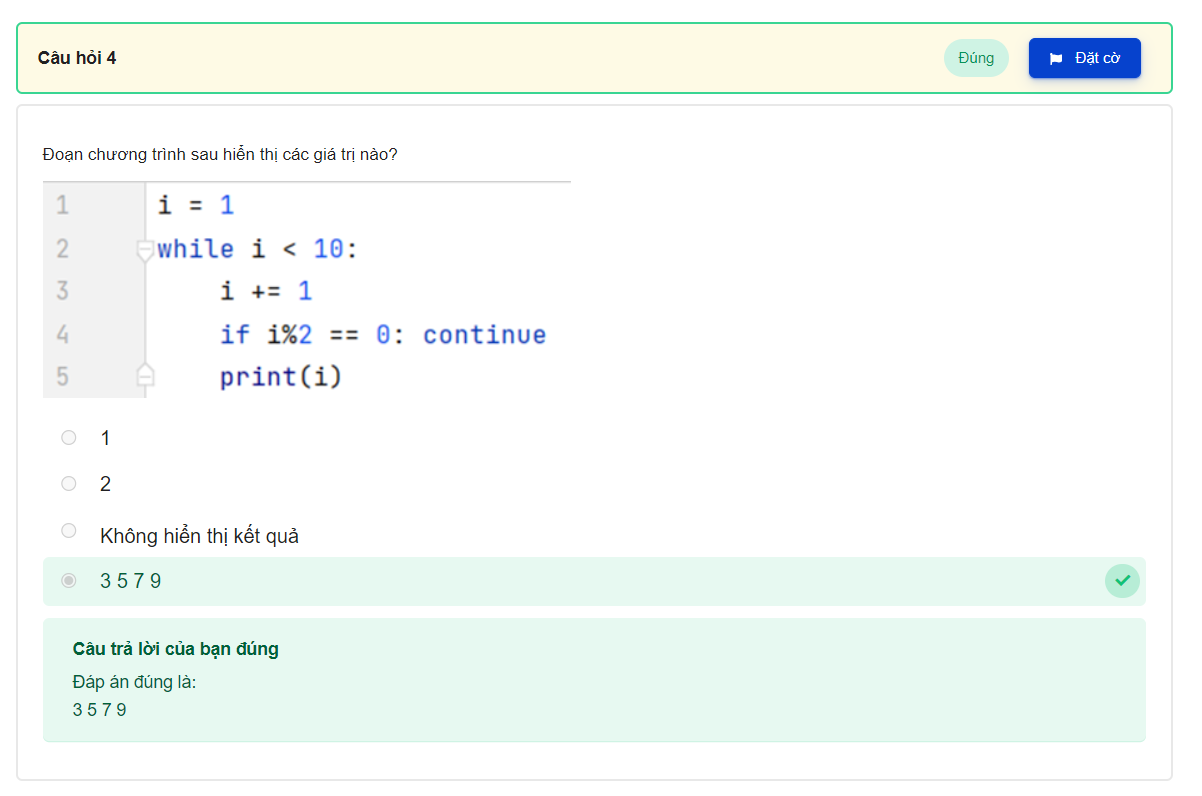 Câu hỏi 4
Đúng
Đặt cờ
Đoạn chương trình sau hiển thị các giá trị nào?
1 i = 1
2 while i < 10:
3 i += 1
4 if i%2 == 0: continue
5 print(i)
1
2
Không hiển thị kết quả
3 5 7 9
Câu trả lời của bạn đúng
Đáp án đúng là:
3 5 7 9